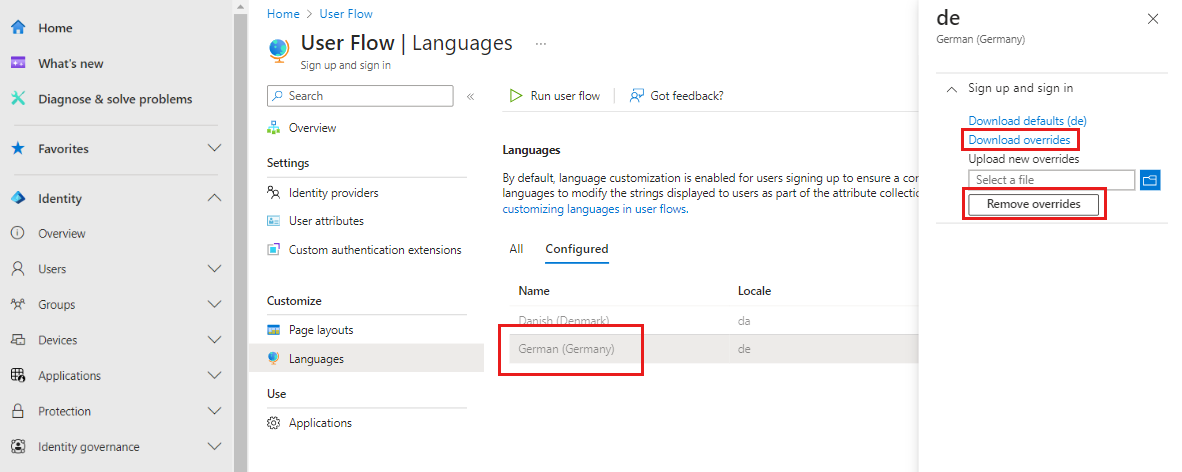 Home
What's new
Diagnose & solve problems
Favorites
Identity
Overview
Users
Groups
Devices
Applications
Protection
Identity governance
Home > User Flow
User Flow | Languages ...
Sign up and sign in
Search «
Overview
Settings
Identity providers
User attributes
Custom authentication extensions
Customize
Page layouts
Languages
Use
Applications
Run user flow | Got feedback?
Languages
By default, language customization is enabled for users signing up to ensure a con
languages to modify the strings displayed to users as part of the attribute collectio
customizing languages in user flows.
All Configured
Name Locale
Danish (Denmark) da
German (Germany) de
de
German (Germany)
Sign up and sign in
Download defaults (de)
Download overrides
Upload new overrides
Select a file
Remove overrides